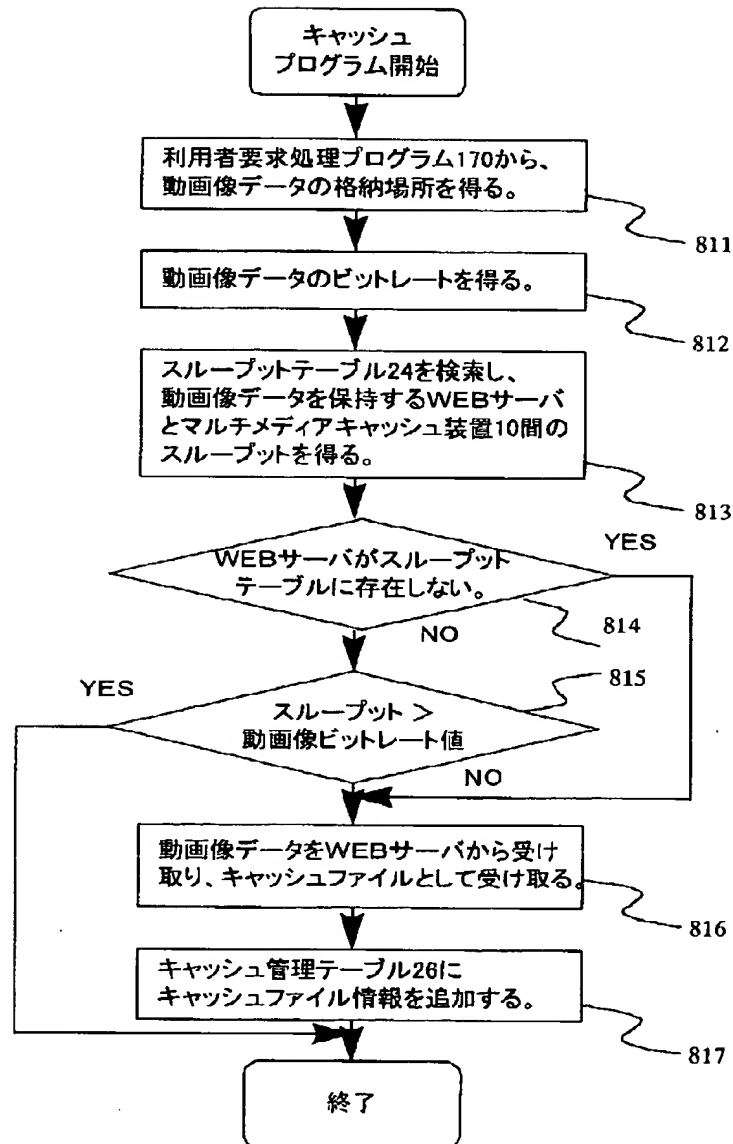 キャッシュ
プログラム開始
利用者要求処理プログラム170から、
動画像データの格納場所を得る。
811
動画像データのビットレートを得る。
812
スループットテーブル24を検索し、
動画像データを保持するWEBサーバ
とマルチメディアキャッシュ装置10間の
スループットを得る。
813
WEBサーバがスループット
テーブルに存在しない。
YES
NO
814
815
YES
スループット >
動画像ビットレート値
NO
動画像データをWEBサーバから受け
取り、キャッシュファイルとして受け取る。
816
キャッシュ管理テーブル26に
キャッシュファイル情報を追加する。
817
終了